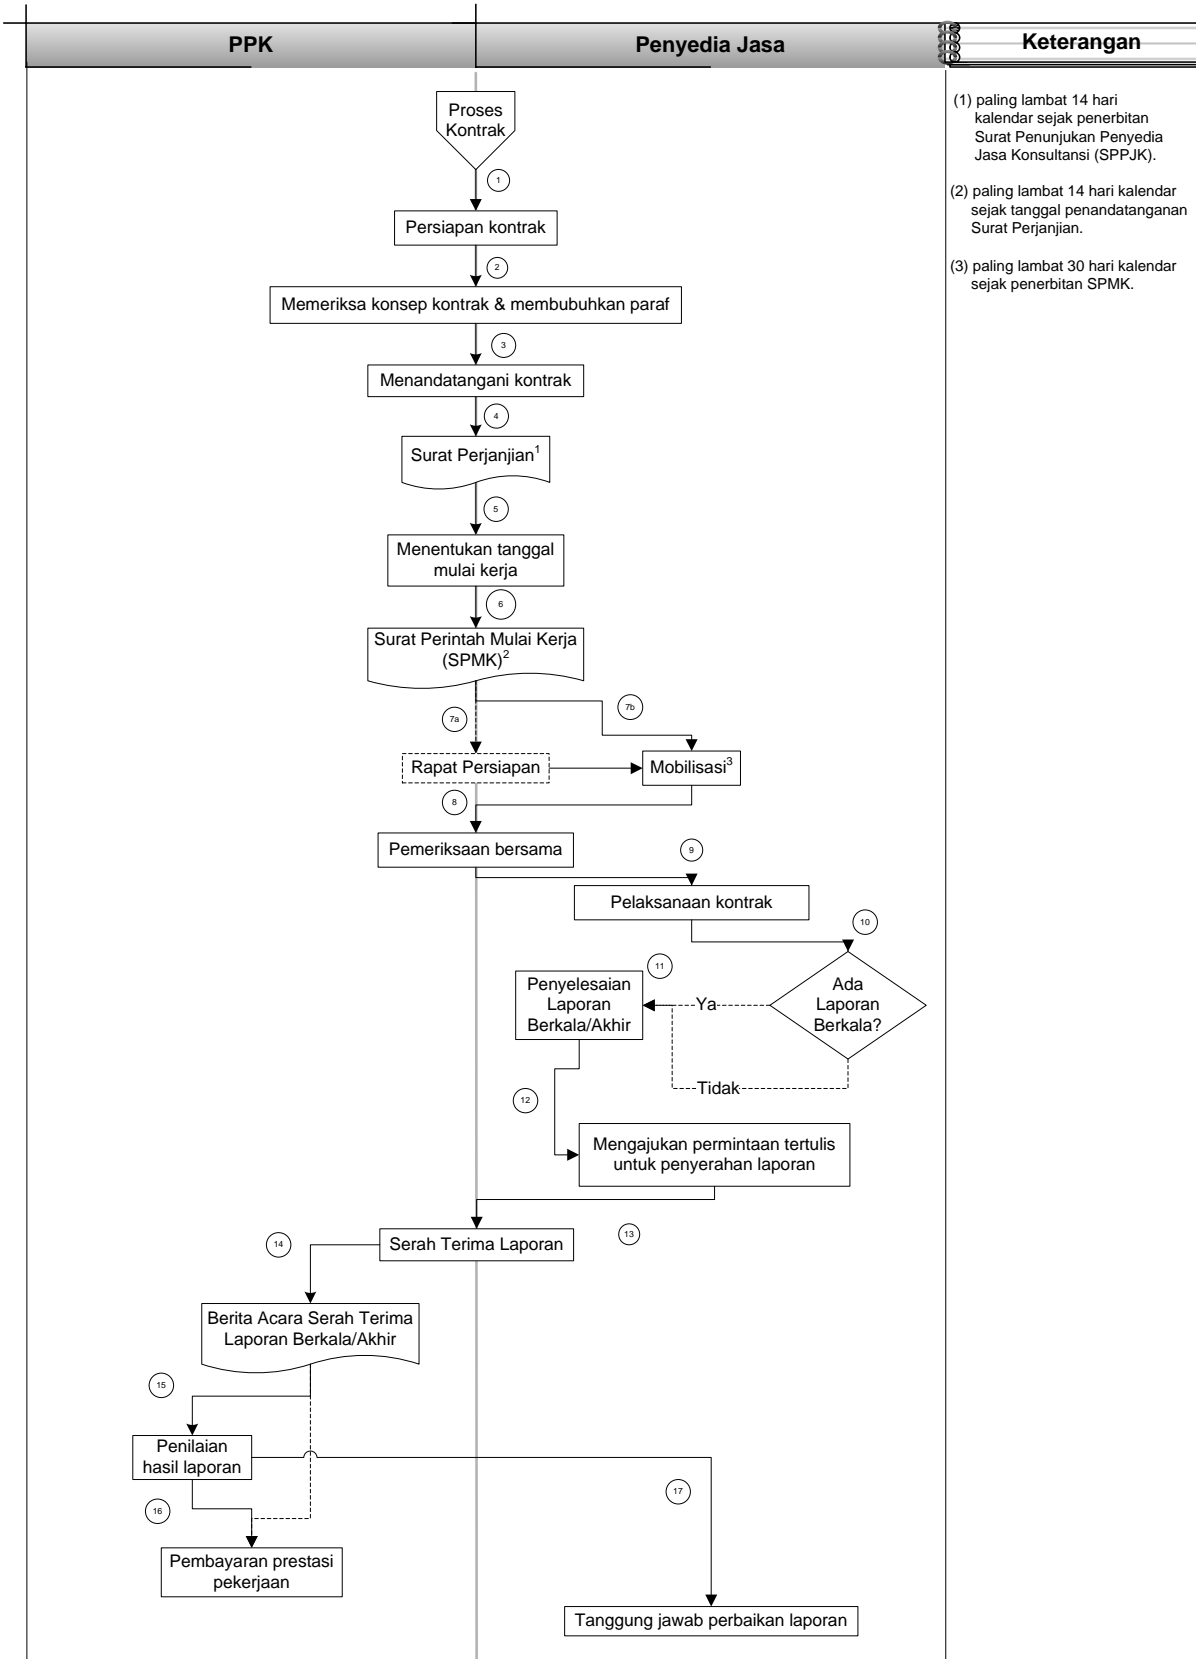 PPK
Penyedia Jasa
Keterangan
(1) paling lambat 14 hari
kalendar sejak penerbitan
Surat Penunjukan Penyedia
Jasa Konsultansi (SPPJK).
(2) paling lambat 14 hari kalendar
sejak tanggal penandatanganan
Surat Perjanjian.
(3) paling lambat 30 hari kalendar
sejak penerbitan SPMK.
Proses
Kontrak
1
Persiapan kontrak
2
Memeriksa konsep kontrak & membubuhkan paraf
3
Menandatangani kontrak
4
Surat Perjanjian1
5
Menentukan tanggal
mulai kerja
6
Surat Perintah Mulai Kerja
(SPMK)2
7a
7b
Rapat Persiapan
Mobilisasi3
8
Pemeriksaan bersama
9
Pelaksanaan kontrak
10
Ada
Laporan
Berkala?
Ya
Tidak
11
Penyelesaian
Laporan
Berkala/Akhir
12
Mengajukan permintaan tertulis
untuk penyerahan laporan
13
Serah Terima Laporan
14
Berita Acara Serah Terima
Laporan Berkala/Akhir
15
Penilaian
hasil laporan
16
17
Pembayaran prestasi
pekerjaan
Tanggung jawab perbaikan laporan